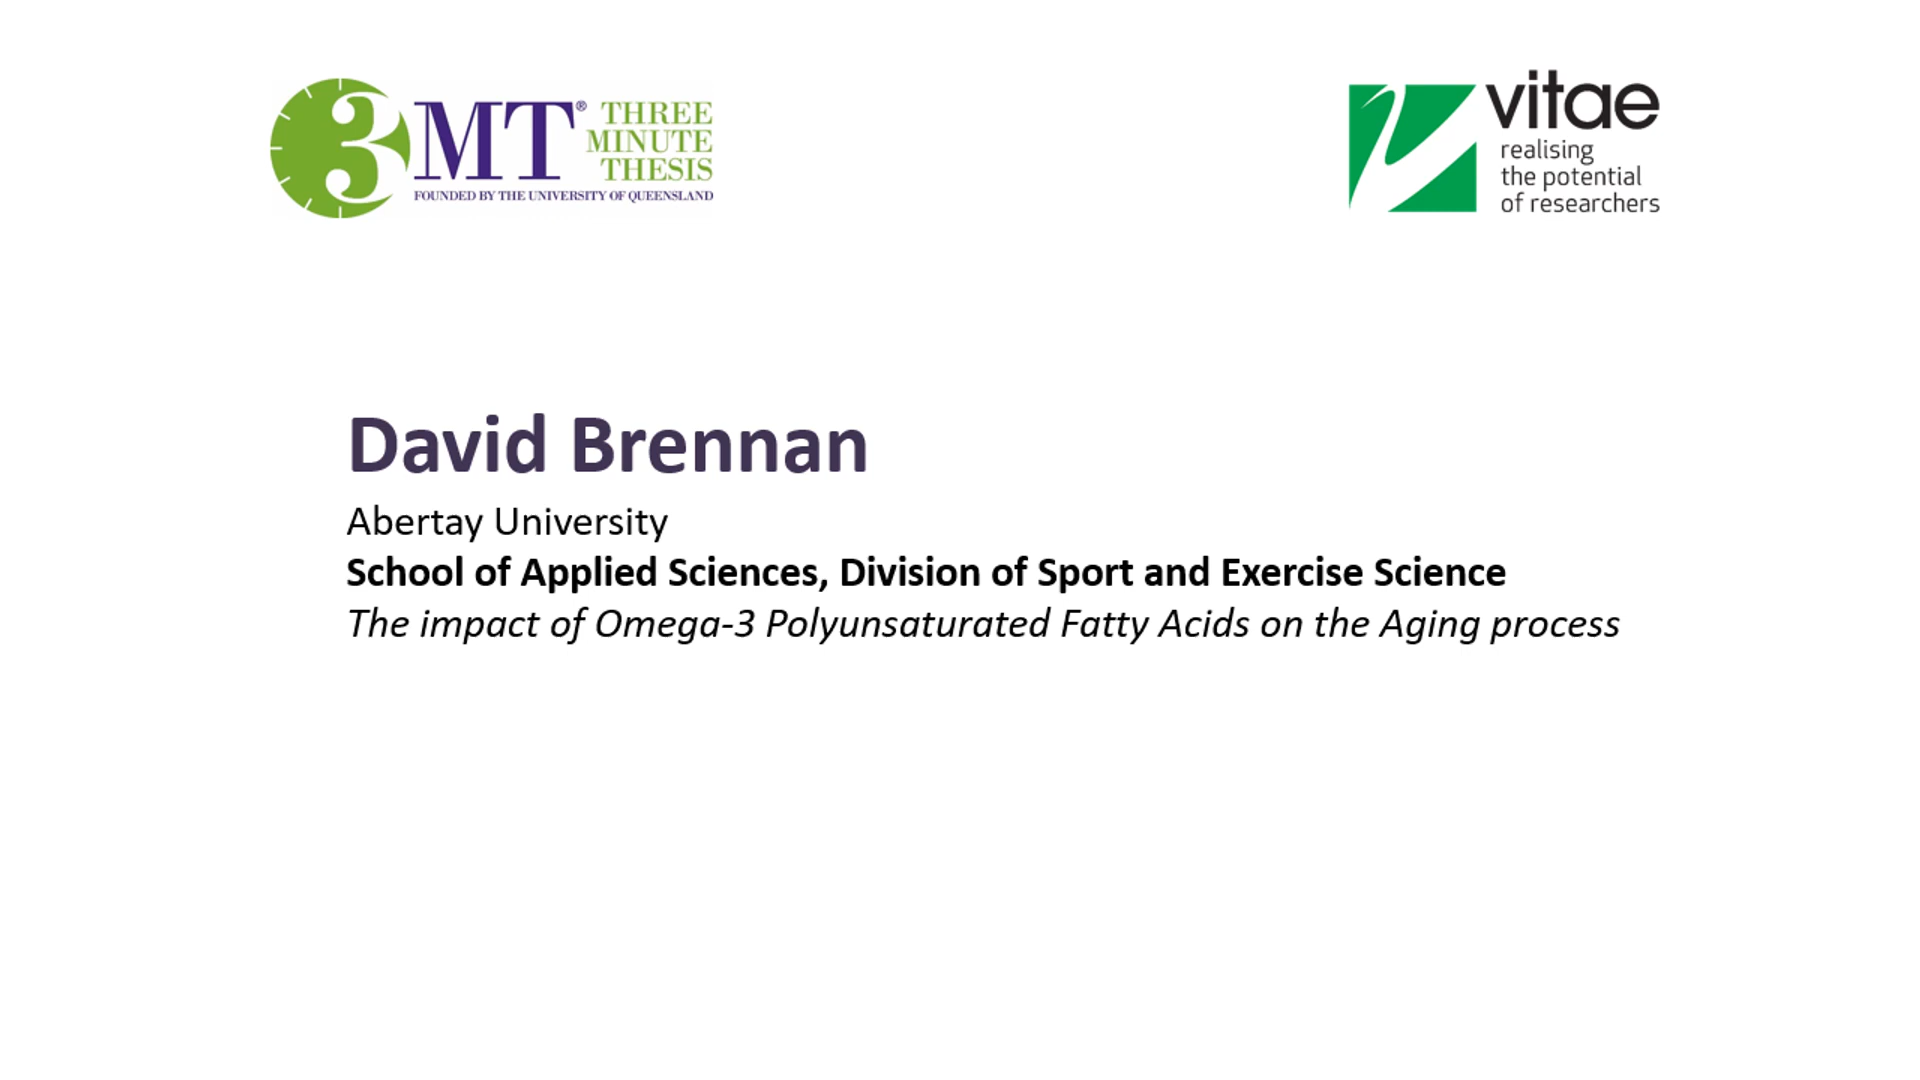 3MT® THREE
MINUTE
THESIS
FOUNDED BY THE UNIVERSITY OF QUEENSLAND
vitae
realising
the potential
of researchers
David Brennan
Abertay University
School of Applied Sciences, Division of Sport and Exercise Science
The impact of Omega-3 Polyunsaturated Fatty Acids on the Aging process